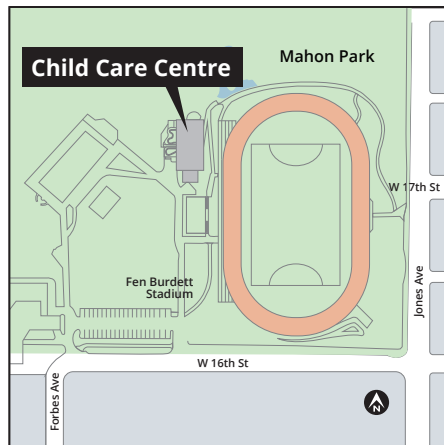 Mahon Park
Child Care Centre
W 17th St
Fen Burdett
Stadium
Jones Ave
W 16th St
Forbes Ave
N